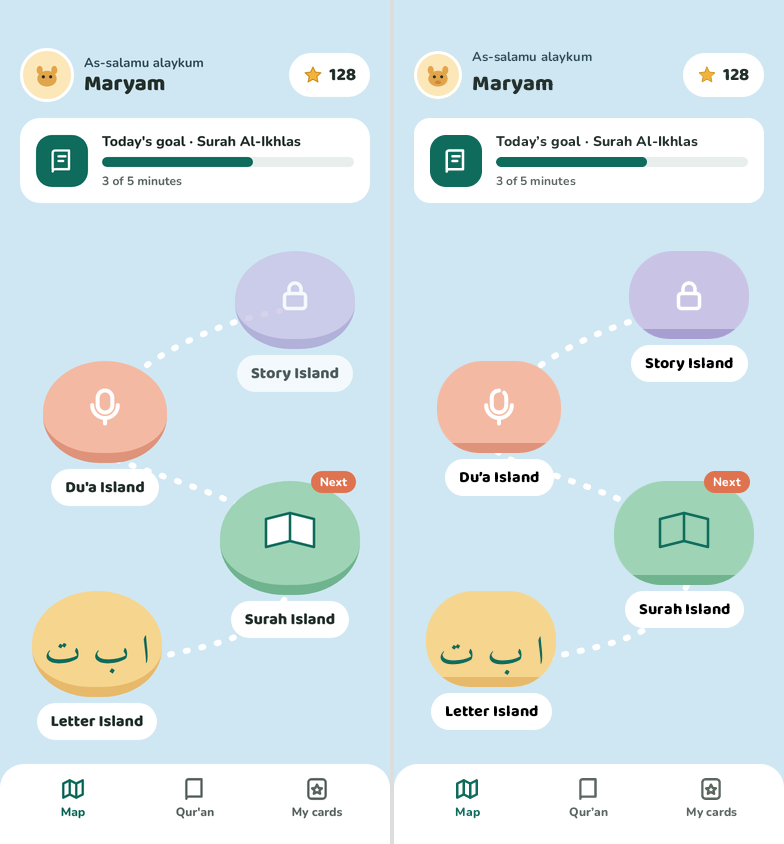 As-salamu alaykum
Maryam
128
Today's goal · Surah Al-Ikhlas
3 of 5 minutes
Story Island
Du'a Island
Next
Surah Island
ا ب ت
Letter Island
Map
Qur'an
My cards
As-salamu alaykum
Maryam
128
Today’s goal · Surah Al-Ikhlas
3 of 5 minutes
Story Island
Du’a Island
Next
Surah Island
ا ب ت
Letter Island
Map
Qur’an
My cards